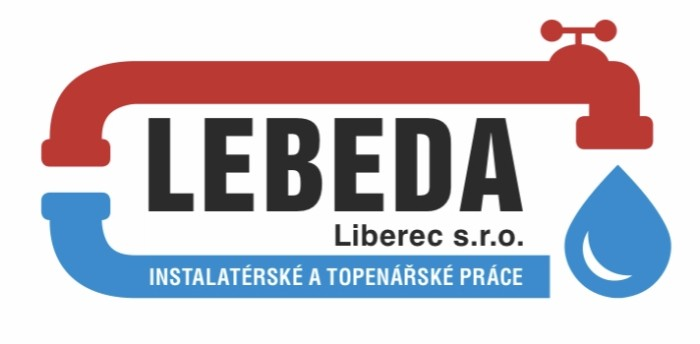 LEBEDA
Liberec s.r.o.
INSTALATÉRSKÉ A TOPENÁŘSKÉ PRÁCE